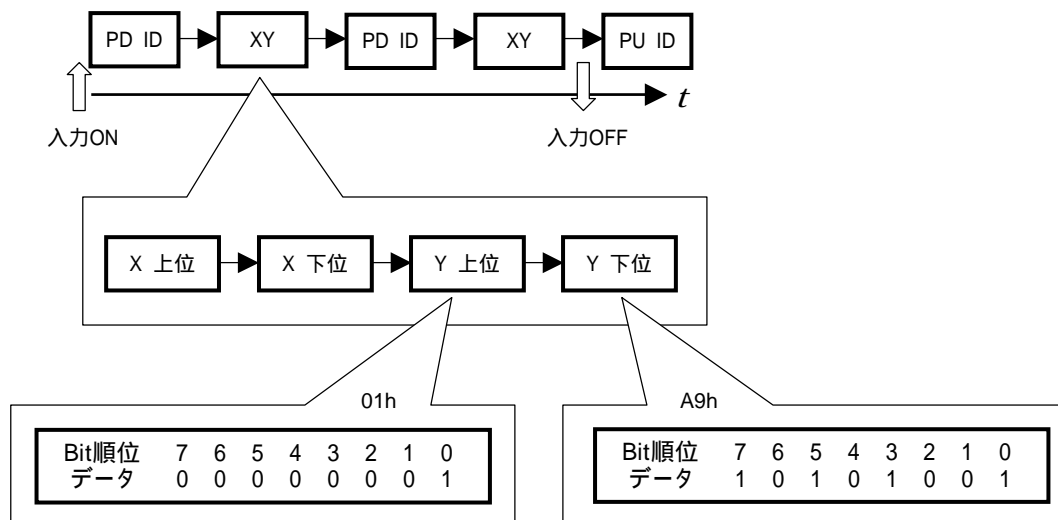 PD ID XY PD ID XY PU ID
t
入力ON 入力OFF
X 上位 X 下位 Y 上位 Y 下位
01h A9h
Bit順位 7 6 5 4 3 2 1 0
データ 0 0 0 0 0 0 0 1
Bit順位 7 6 5 4 3 2 1 0
データ 1 0 1 0 1 0 0 1